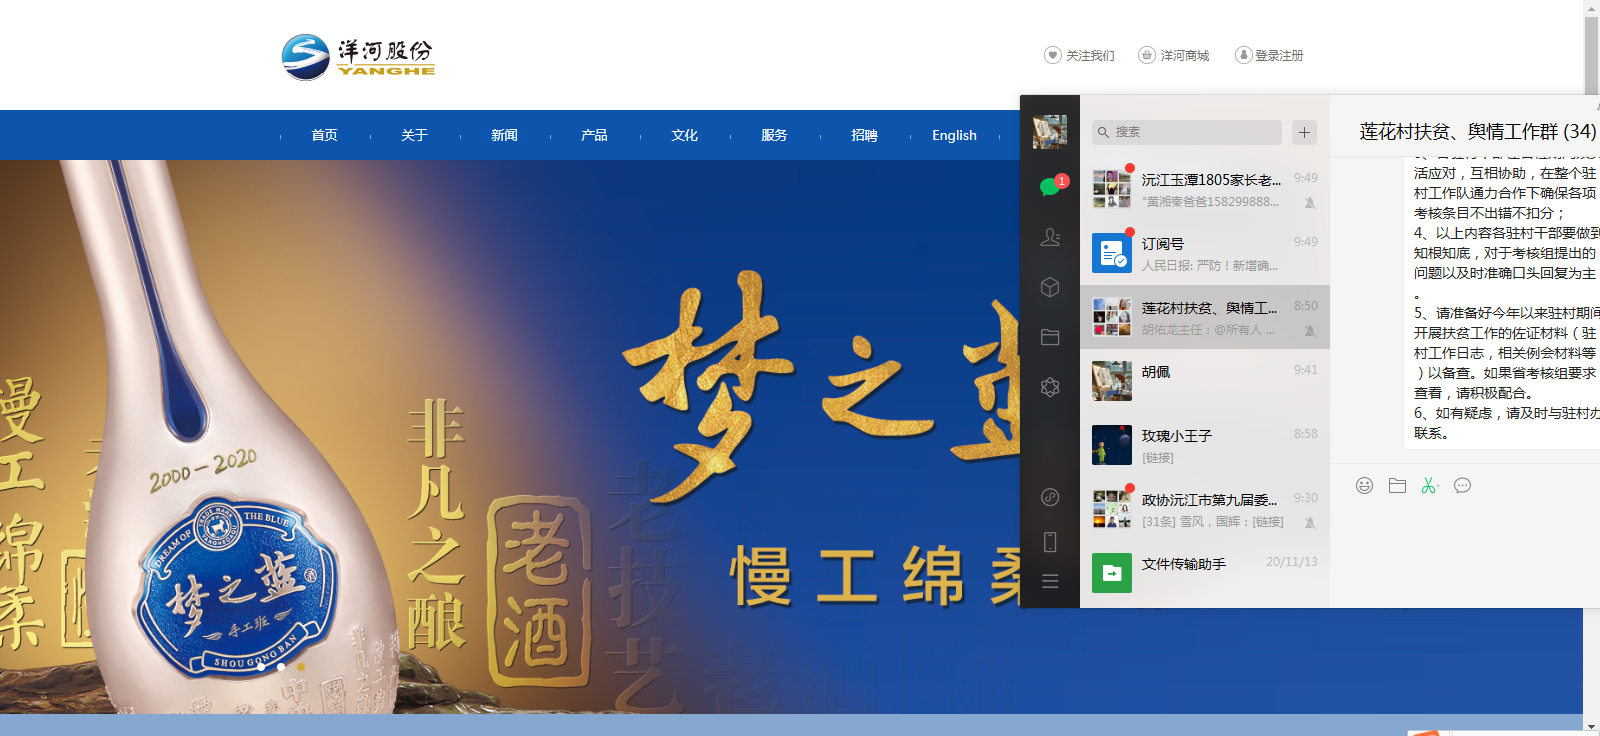 洋河股份
YANGHE
关注我们
洋河商城
登录注册
首页
关于
新闻
产品
文化
服务
招聘
English
2000-2020
TRADE MARK
YANGHEDAQU
DREAM OF
THE BLUE
梦之蓝
手工班
SHOU GONG BAN
慢工绵柔
非凡之酿
老酒
老技艺
梦之蓝
慢工绵柔
搜索
1
沅江玉潭1805家长老...
9:49
"黄湘秦爸爸158299888...
订阅号
9:49
人民日报: 严防！新增确...
莲花村扶贫、舆情工...
8:50
胡佑龙主任：@所有人 ...
胡佩
9:41
玫瑰小王子
8:58
[链接]
政协沅江市第九届委...
9:30
[31条] 雪风，国辉：[链接]
文件传输助手
20/11/13
莲花村扶贫、舆情工作群 (34)
活应对，互相协助，在整个驻
村工作队通力合作下确保各项
考核条目不出错不扣分；
4、以上内容各驻村干部要做到
知根知底，对于考核组提出的
问题以及时准确口头回复为主
。
5、请准备好今年以来驻村期间
开展扶贫工作的佐证材料（驻
村工作日志，相关例会材料等
）以备查。如果省考核组要求
查看，请积极配合。
6、如有疑虑，请及时与驻村办
联系。